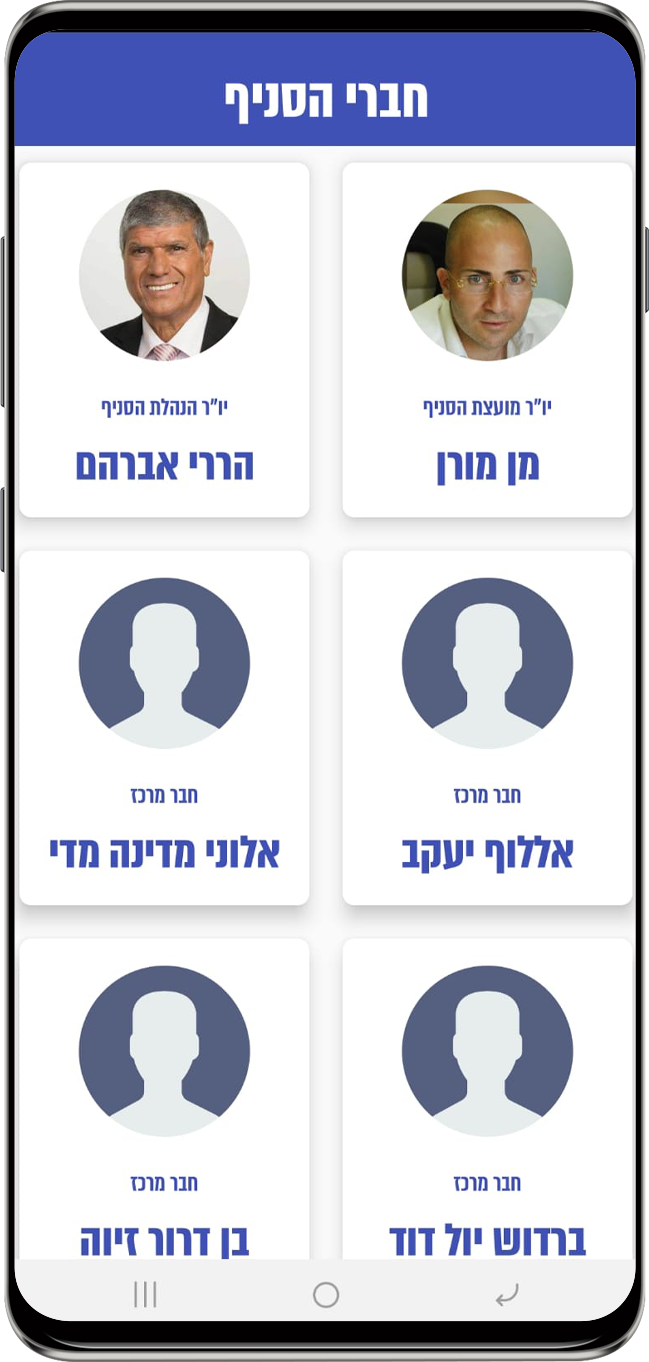 חברי הסניף
יו"ר מועצת הסניף
מן מורן
יו"ר הנהלת הסניף
הררי אברהם
חבר מרכז
אללוף יעקב
חבר מרכז
אלוני מדינה מדי
חבר מרכז
ברדוש יול דוד
חבר מרכז
בן דרור זיוה